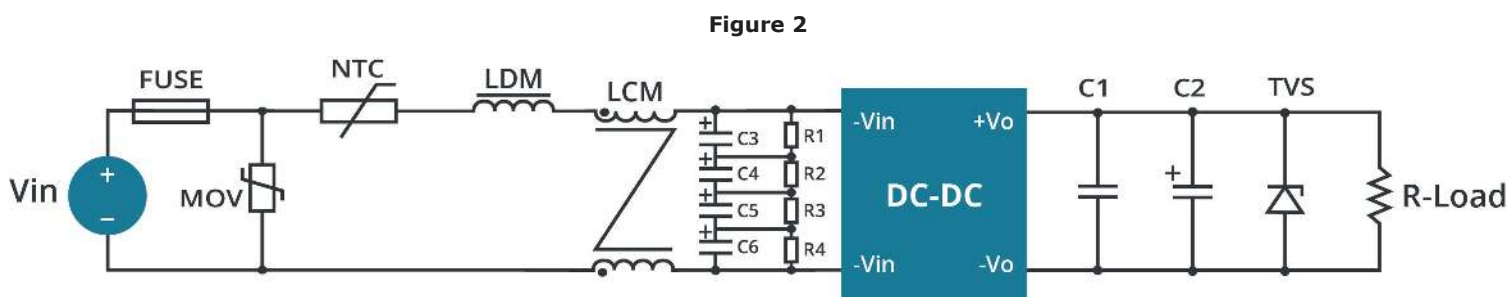 Figure 2
FUSE
NTC
LDM
LCM
MOV
Vin
+
−
+
C3
+
C4
+
C5
+
C6
R1
R2
R3
R4
-Vin
+Vo
DC-DC
-Vin
-Vo
C1
C2
+
TVS
R-Load